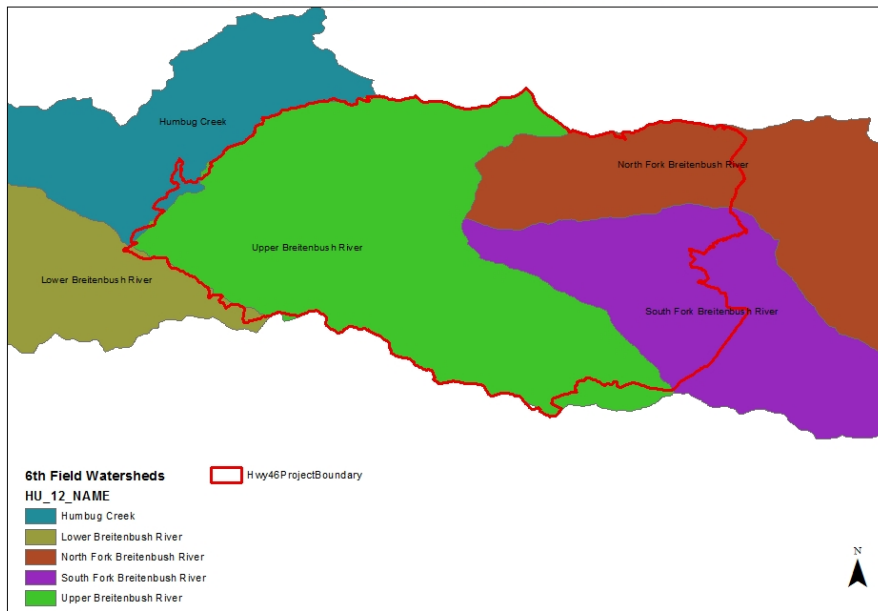 Humbug Creek
North Fork Breitenbush River
Upper Breitenbush River
Lower Breitenbush River
South Fork Breitenbush River
6th Field Watersheds
Hwy46ProjectBoundary
HU_12_NAME
Humbug Creek
Lower Breitenbush River
North Fork Breitenbush River
South Fork Breitenbush River
Upper Breitenbush River
N